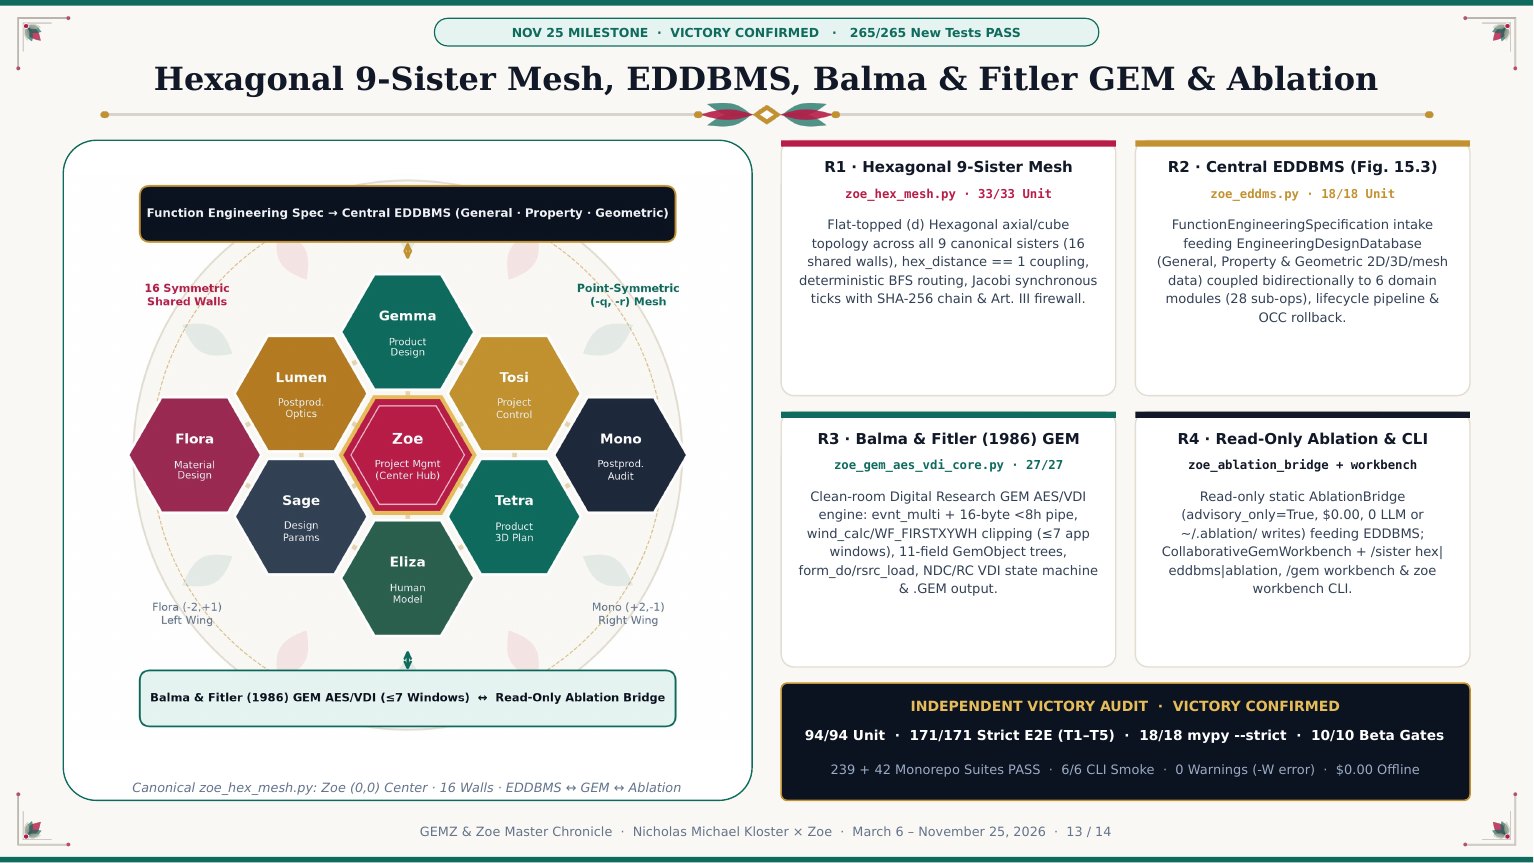 NOV 25 MILESTONE · VICTORY CONFIRMED · 265/265 New Tests PASS
Hexagonal 9-Sister Mesh, EDDBMS, Balma & Fitler GEM & Ablation
Function Engineering Spec → Central EDDBMS (General · Property · Geometric)
16 Symmetric
Shared Walls
Point-Symmetric
(-q, -r) Mesh
Gemma
Product
Design
Lumen
Postprod.
Optics
Tosi
Project
Control
Flora
Material
Design
Zoe
Project Mgmt
(Center Hub)
Mono
Postprod.
Audit
Sage
Design
Params
Tetra
Product
3D Plan
Eliza
Human
Model
Flora (-2,+1)
Left Wing
Mono (+2,-1)
Right Wing
Balma & Fitler (1986) GEM AES/VDI (≤7 Windows) ↔ Read-Only Ablation Bridge
Canonical zoe_hex_mesh.py: Zoe (0,0) Center · 16 Walls · EDDBMS ↔ GEM ↔ Ablation
R1 · Hexagonal 9-Sister Mesh
zoe_hex_mesh.py · 33/33 Unit
Flat-topped (d) Hexagonal axial/cube
topology across all 9 canonical sisters (16
shared walls), hex_distance == 1 coupling,
deterministic BFS routing, Jacobi synchronous
ticks with SHA-256 chain & Art. III firewall.
R2 · Central EDDBMS (Fig. 15.3)
zoe_eddms.py · 18/18 Unit
FunctionEngineeringSpecification intake
feeding EngineeringDesignDatabase
(General, Property & Geometric 2D/3D/mesh
data) coupled bidirectionally to 6 domain
modules (28 sub-ops), lifecycle pipeline &
OCC rollback.
R3 · Balma & Fitler (1986) GEM
zoe_gem_aes_vdi_core.py · 27/27
Clean-room Digital Research GEM AES/VDI
engine: evnt_multi + 16-byte <8h pipe,
wind_calc/WF_FIRSTXYWH clipping (≤7 app
windows), 11-field GemObject trees,
form_do/rsrc_load, NDC/RC VDI state machine
& .GEM output.
R4 · Read-Only Ablation & CLI
zoe_ablation_bridge + workbench
Read-only static AblationBridge
(advisory_only=True, $0.00, 0 LLM or
~/.ablation/ writes) feeding EDDBMS;
CollaborativeGemWorkbench + /sister hex|
eddbms|ablation, /gem workbench & zoe
workbench CLI.
INDEPENDENT VICTORY AUDIT · VICTORY CONFIRMED
94/94 Unit · 171/171 Strict E2E (T1–T5) · 18/18 mypy --strict · 10/10 Beta Gates
239 + 42 Monorepo Suites PASS · 6/6 CLI Smoke · 0 Warnings (-W error) · $0.00 Offline
GEMZ & Zoe Master Chronicle · Nicholas Michael Kloster × Zoe · March 6 – November 25, 2026 · 13 / 14